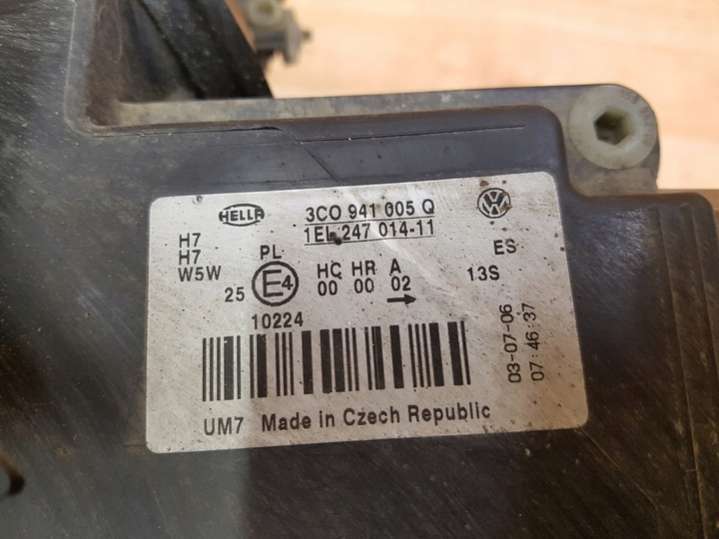 HELLA 3C0 941 005 Q
1EL 247 014-11
H7
H7
W5W
PL
ES
25 E4 HC HR A 13S
00 00 02 →
10224
03-07-06
07:46:37
UM7 Made in Czech Republic